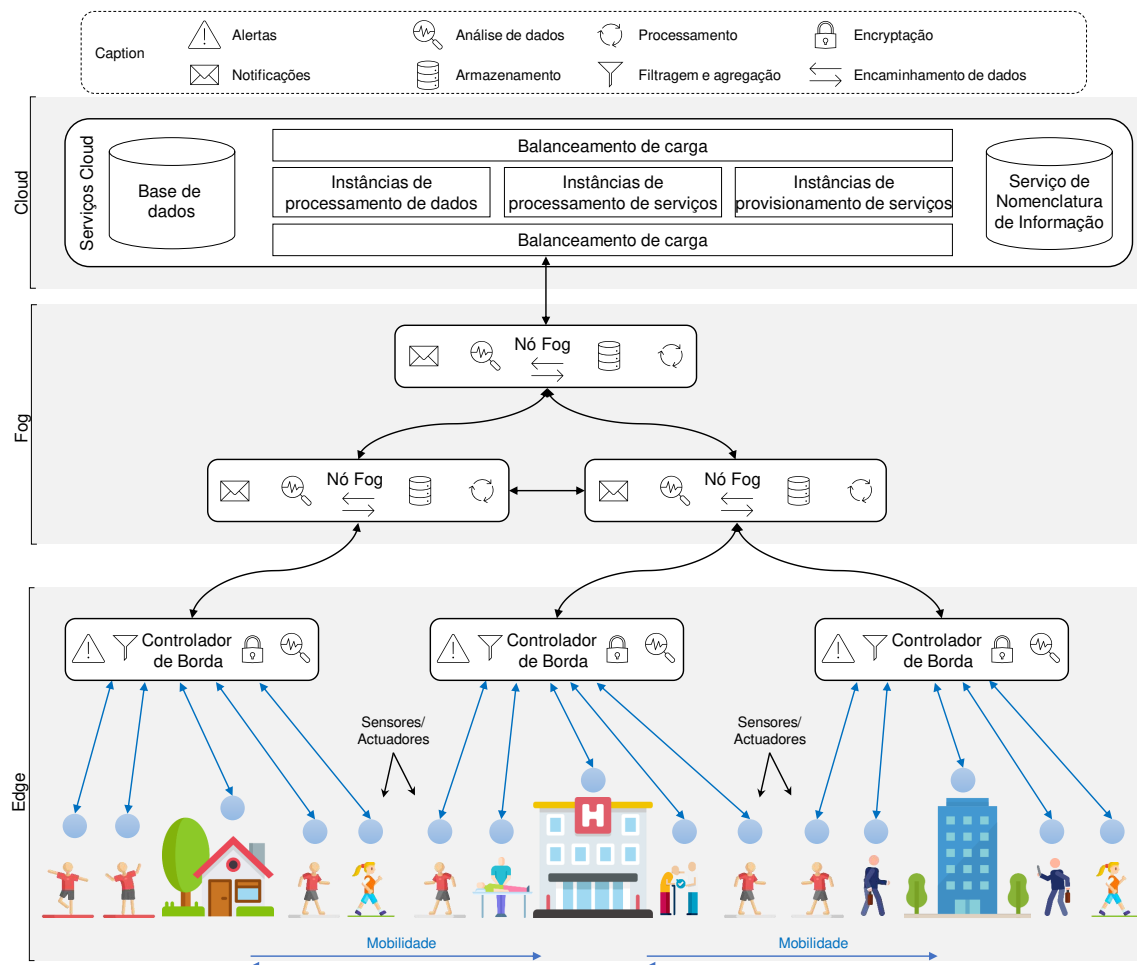 Caption
Alertas
Análise de dados
Processamento
Encryptação
Notificações
Armazenamento
Filtragem e agregação
Encaminhamento de dados
Cloud
Serviços Cloud
Base de
dados
Balanceamento de carga
Instâncias de
processamento de dados
Instâncias de
processamento de serviços
Instâncias de
provisionamento de serviços
Balanceamento de carga
Serviço de
Nomenclatura
de Informação
Fog
Nó Fog
Nó Fog
Nó Fog
Edge
Controlador
de Borda
Controlador
de Borda
Controlador
de Borda
Sensores/
Actuadores
Sensores/
Actuadores
H
Mobilidade
Mobilidade